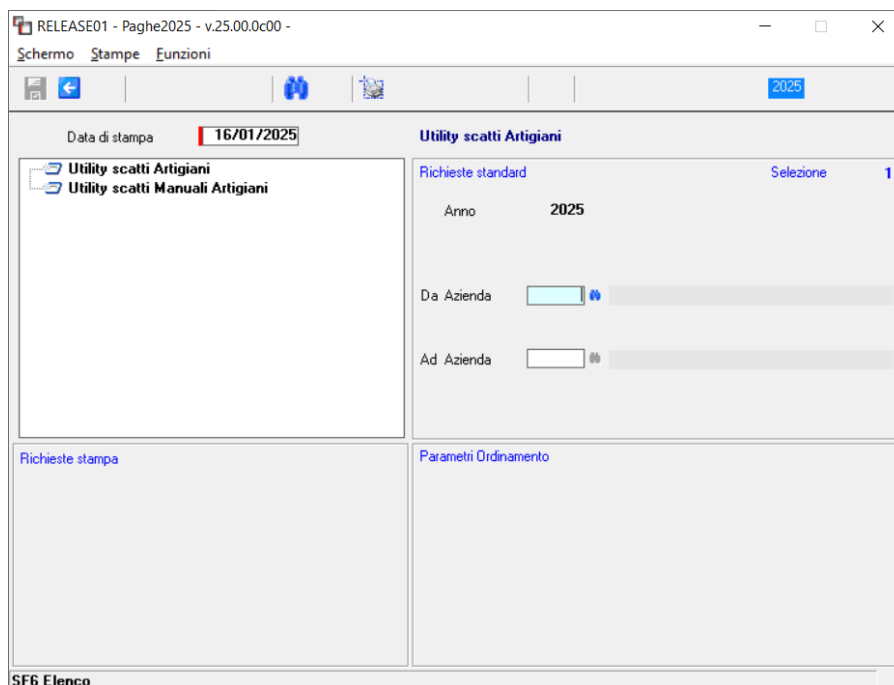 RELEASE01 - Paghe2025 - v.25.00.0c00 -
Schermo Stampe Funzioni
2025
Data di stampa 16/01/2025
Utility scatti Artigiani
Utility scatti Artigiani
Utility scatti Manuali Artigiani
Richieste standard Selezione 1
Anno 2025
Da Azienda
Ad Azienda
Richieste stampa
Parametri Ordinamento
SF6 Elenco